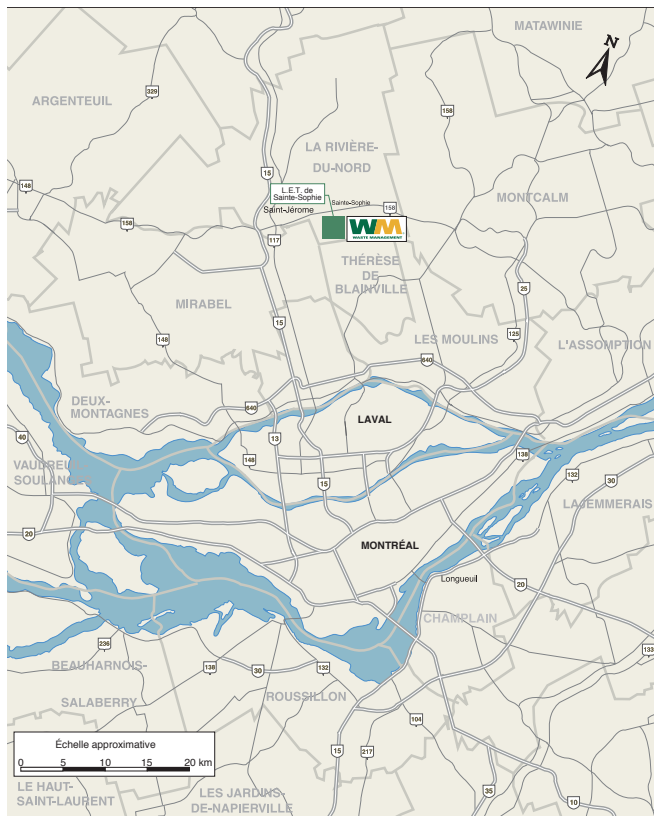 MATAWINIE
N
ARGENTEUIL
329
158
LA RIVIÈRE-
DU-NORD
15
148
L.E.T. de
Sainte-Sophie
Sainte-Sophie
MONTCALM
Saint-Jérome
158
158
117
WM
WASTE MANAGEMENT
THÉRÈSE
DE
BLAINVILLE
25
MIRABEL
15
125
148
LES MOULINS
L'ASSOMPTION
640
DEUX-
MONTAGNES
640
LAVAL
40
13
138
VAUDREUIL-
SOULANGES
148
132
15
30
LAJEMMERAIS
20
MONTRÉAL
Longueuil
20
CHAMPLAIN
236
133
BEAUHARNOIS-
SALABERRY
138
30
132
ROUSSILLON
104
Échelle approximative
0 5 10 15 20 km
15
217
LE HAUT-
SAINT-LAURENT
LES JARDINS-
DE-NAPIERVILLE
35
10